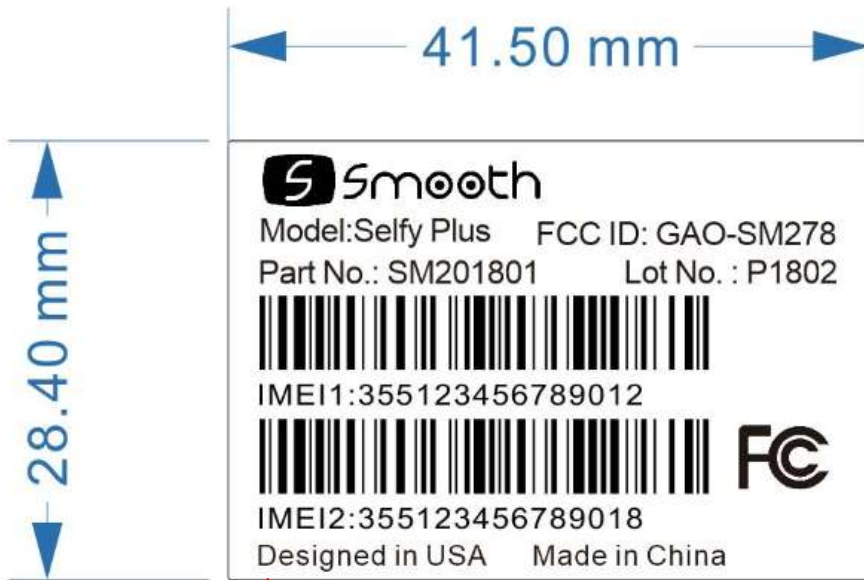 41.50 mm
28.40 mm
S Smooth
Model:Selfy Plus FCC ID: GAO-SM278
Part No.: SM201801 Lot No. : P1802
IMEI1:355123456789012
FC
IMEI2:355123456789018
Designed in USA Made in China